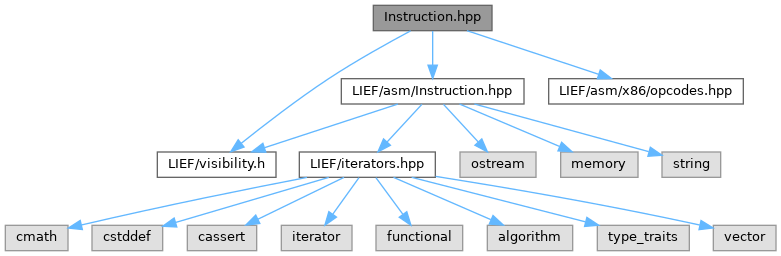 Instruction.hpp
LIEF/asm/Instruction.hpp
LIEF/asm/x86/opcodes.hpp
LIEF/visibility.h
LIEF/iterators.hpp
ostream
memory
string
cmath
cstddef
cassert
iterator
functional
algorithm
type_traits
vector